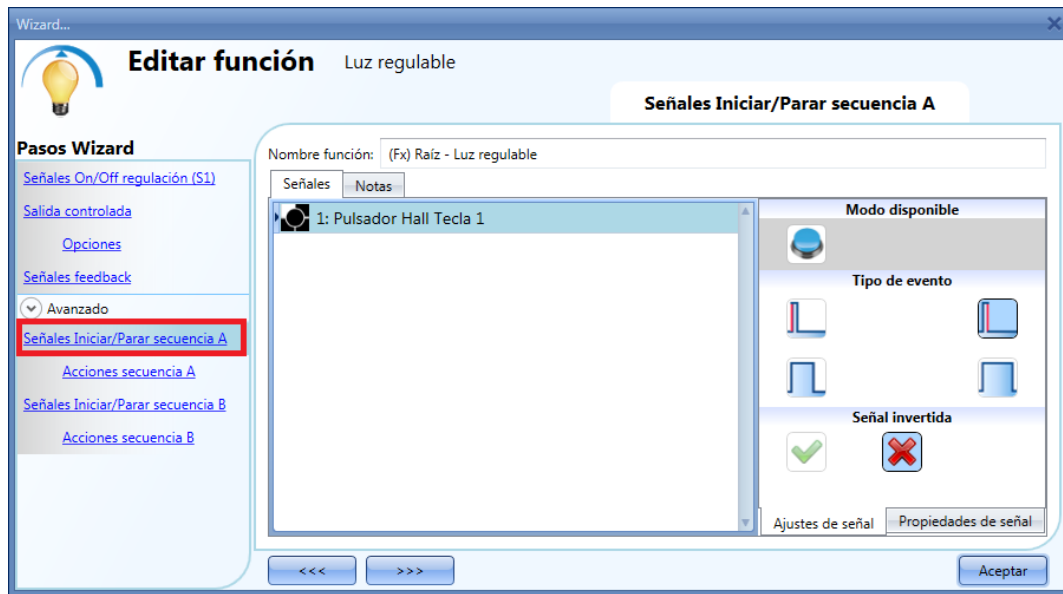 Wizard...
Editar función Luz regulable
Señales Iniciar/Parar secuencia A
Pasos Wizard
Señales On/Off regulación (S1)
Salida controlada
Opciones
Señales feedback
Avanzado
Señales Iniciar/Parar secuencia A
Acciones secuencia A
Señales Iniciar/Parar secuencia B
Acciones secuencia B
Nombre función: (Fx) Raíz - Luz regulable
Señales Notas
1: Pulsador Hall Tecla 1
Modo disponible
Tipo de evento
Señal invertida
Ajustes de señal Propiedades de señal
<<< >>> Aceptar